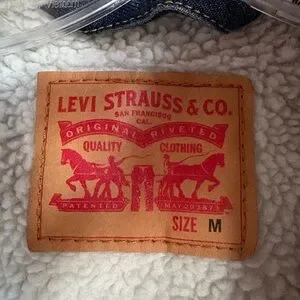 LEVI STRAUSS & CO.
SAN FRANCISCO
CAL.
ORIGINAL RIVETED
QUALITY CLOTHING
PATENTED MAY 20 1873
SIZE M